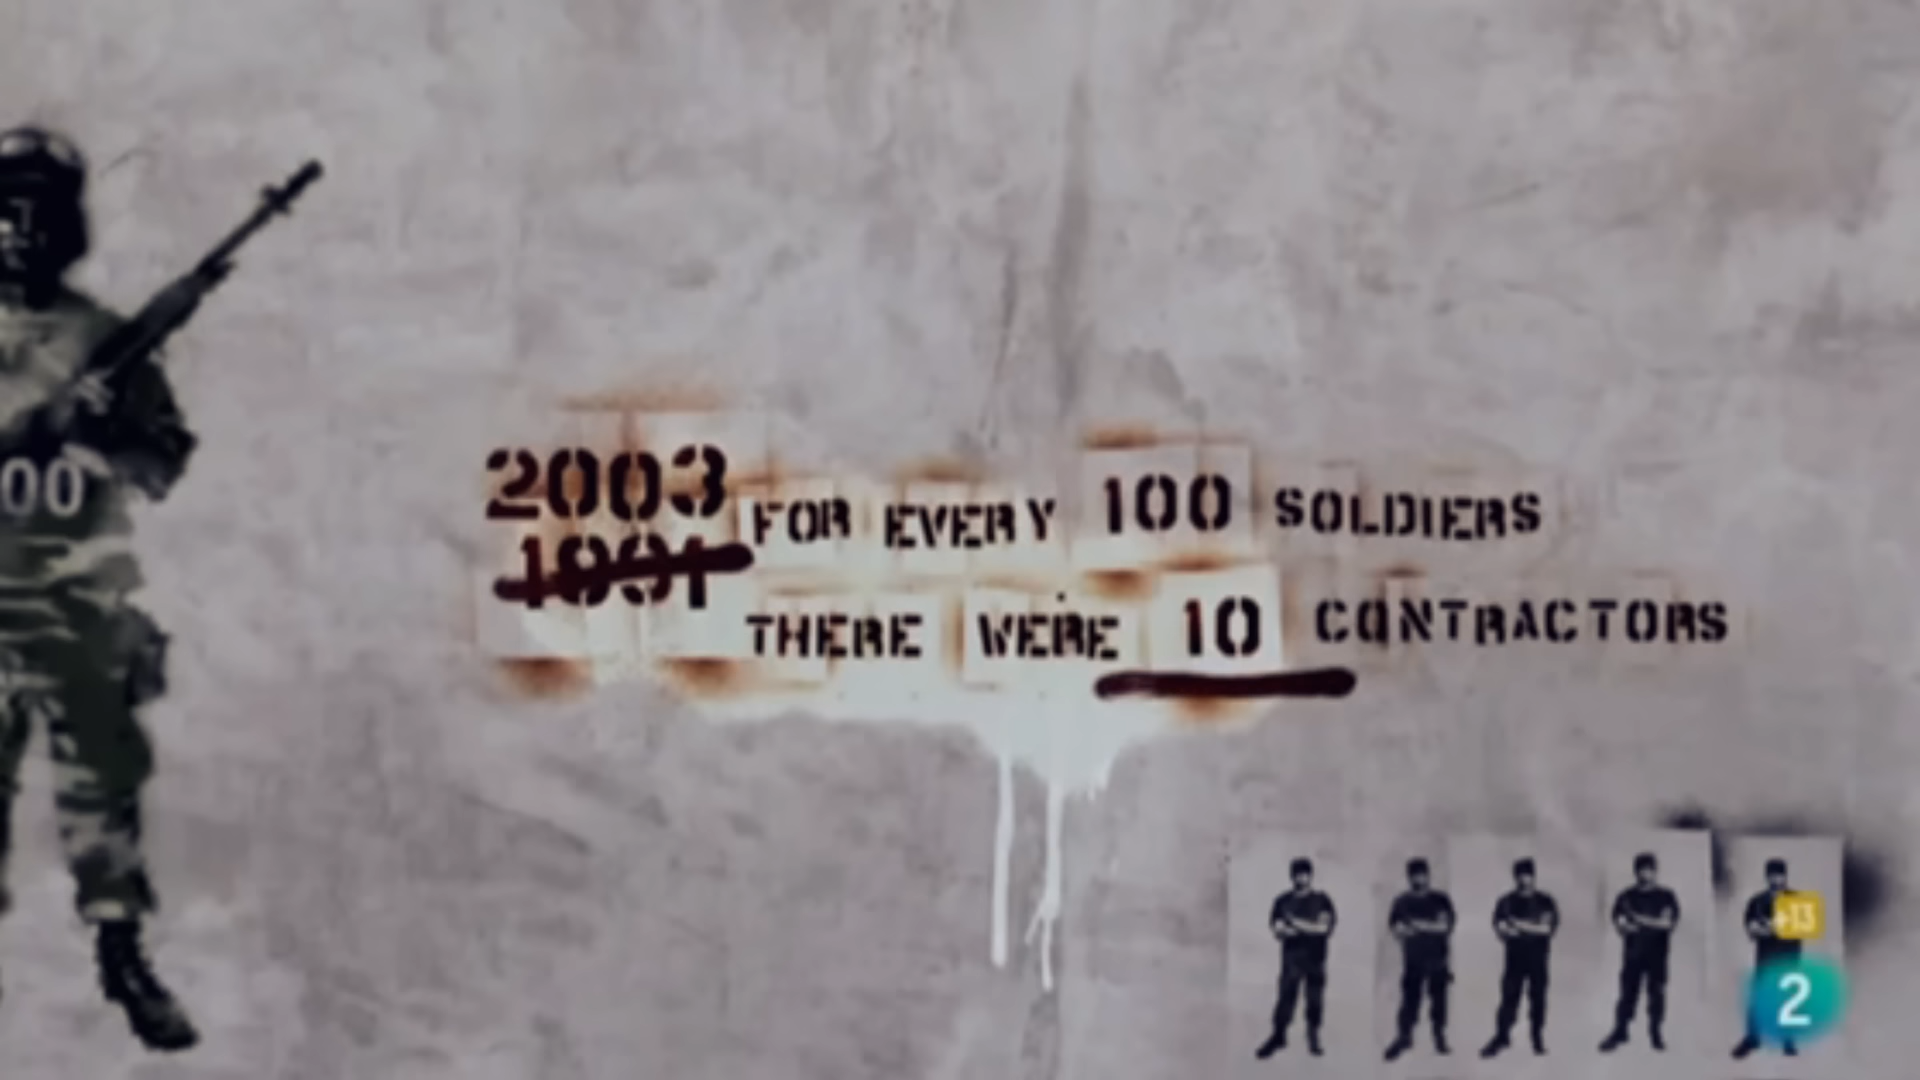 2003 FOR EVERY 100 SOLDIERS
1991
THERE WERE 10 CONTRACTORS
00
+13
2